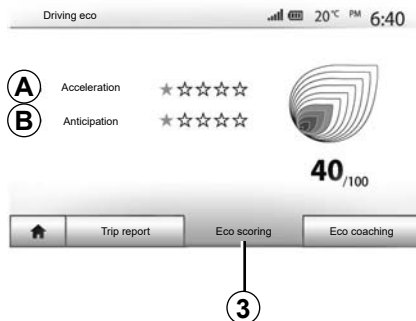 Driving eco 20°C PM 6:40
A Acceleration
B Anticipation
40/100
Trip report Eco scoring Eco coaching
3